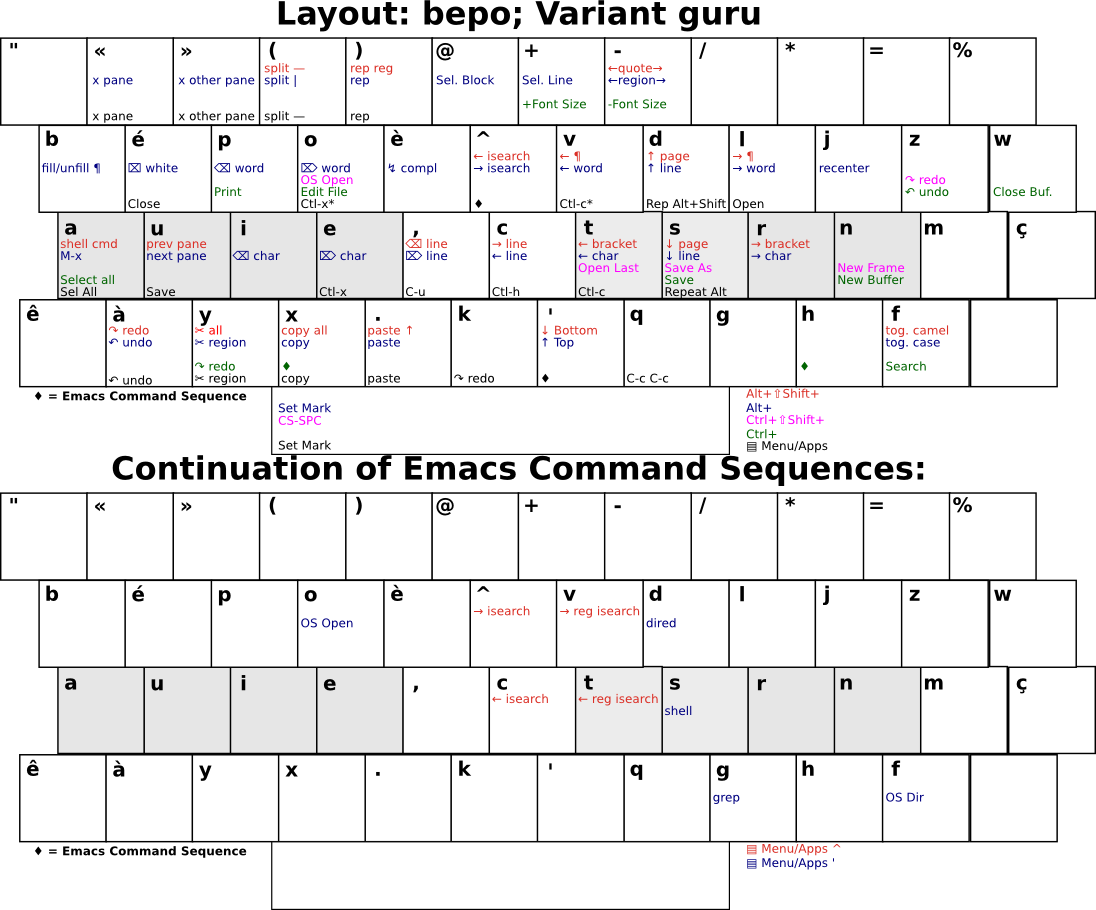 Layout: bepo; Variant guru
" « » ( ) @ + - / * = %
split — rep reg ←quote→
x pane x other pane split | rep Sel. Block Sel. Line ←region→
+Font Size -Font Size
x pane x other pane split — rep
b é p o è ^ v d l j z w
← isearch ← ¶ ↑ page → ¶
fill/unfill ¶ ⌧ white ⌫ word ⌦ word ↯ compl → isearch ← word ↑ line → word recenter
OS Open ↷ redo
Print Edit File ↶ undo Close Buf.
Close Ctl-x* ♦ Ctl-c* Rep Alt+Shift Open
a u i e , c t s r n m ç
shell cmd prev pane ⌫ line → line ← bracket ↓ page → bracket
M-x next pane ⌫ char ⌦ char ⌦ line ← line ← char ↓ line → char
Open Last Save As New Frame
Select all Save New Buffer
Sel All Save Ctl-x C-u Ctl-h Ctl-c Repeat Alt
ê à y x . k ' q g h f
↷ redo ✂ all copy all paste ↑ ↓ Bottom tog. camel
↶ undo ✂ region copy paste ↑ Top tog. case
↷ redo ♦ ♦ Search
↶ undo ✂ region copy paste ↷ redo ♦ C-c C-c
♦ = Emacs Command Sequence
Set Mark
CS-SPC
Set Mark
Alt+⇧Shift+
Alt+
Ctrl+⇧Shift+
Ctrl+
▤ Menu/Apps
Continuation of Emacs Command Sequences:
" « » ( ) @ + - / * = %
b é p o è ^ v d l j z w
→ isearch → reg isearch
OS Open dired
a u i e , c t s r n m ç
← isearch ← reg isearch
shell
ê à y x . k ' q g h f
grep OS Dir
♦ = Emacs Command Sequence
▤ Menu/Apps ^
▤ Menu/Apps '